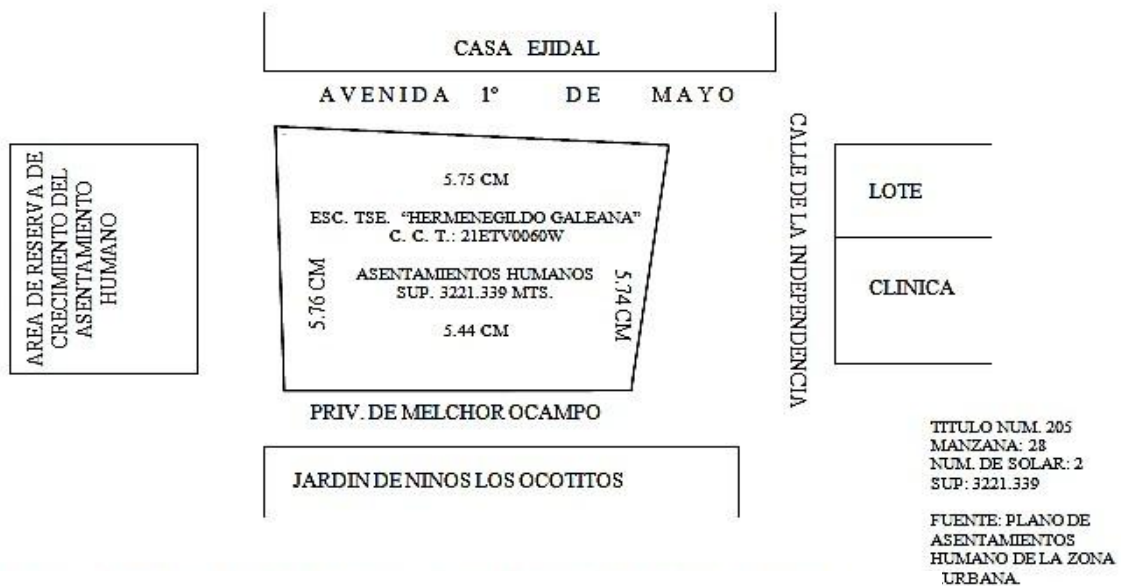 CASA EJIDAL
AVENIDA 1º DE MAYO
AREA DE RESERVA DE
CRECIMIENTO DEL
ASENTAMIENTO
HUMANO
5.75 CM
ESC. TSE. “HERMENEGILDO GALEANA”
C. C. T.: 21ETV0060W
ASENTAMIENTOS HUMANOS
SUP. 3221.339 MTS.
5.76 CM
5.74 CM
5.44 CM
CALLE DE LA INDEPENDENCIA
LOTE
CLINICA
PRIV. DE MELCHOR OCAMPO
JARDIN DE NINOS LOS OCOTITOS
TITULO NUM. 205
MANZANA: 28
NUM. DE SOLAR: 2
SUP: 3221.339
FUENTE: PLANO DE
ASENTAMIENTOS
HUMANO DE LA ZONA
URBANA